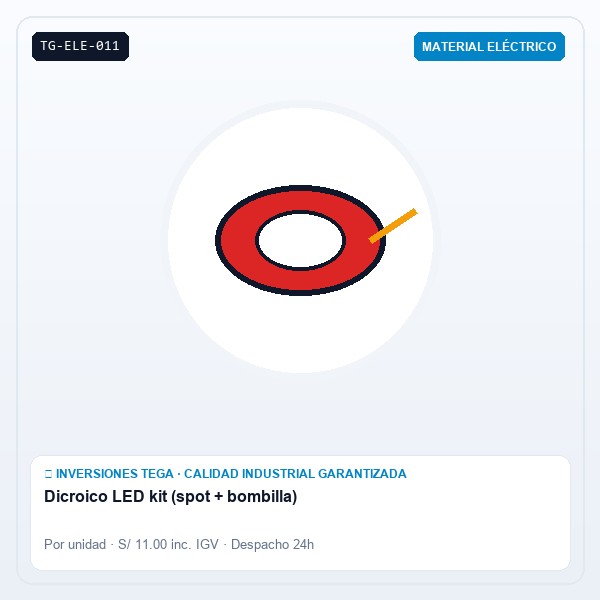 TG-ELE-011
MATERIAL ELÉCTRICO
INVERSIONES TEGA · CALIDAD INDUSTRIAL GARANTIZADA
Dicroico LED kit (spot + bombilla)
Por unidad · S/ 11.00 inc. IGV · Despacho 24h